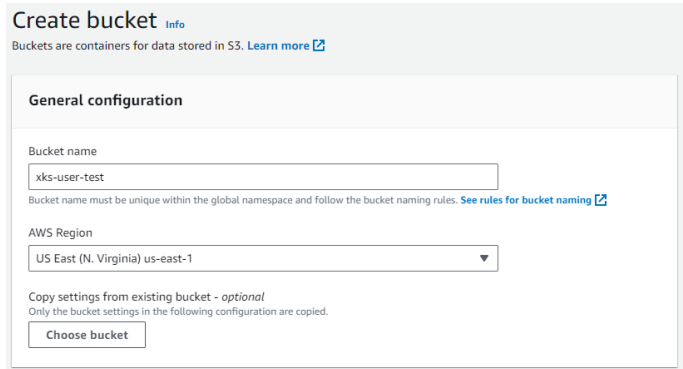 Create bucket Info
Buckets are containers for data stored in S3. Learn more
General configuration
Bucket name
xks-user-test
Bucket name must be unique within the global namespace and follow the bucket naming rules. See rules for bucket naming
AWS Region
US East (N. Virginia) us-east-1
Copy settings from existing bucket - optional
Only the bucket settings in the following configuration are copied.
Choose bucket